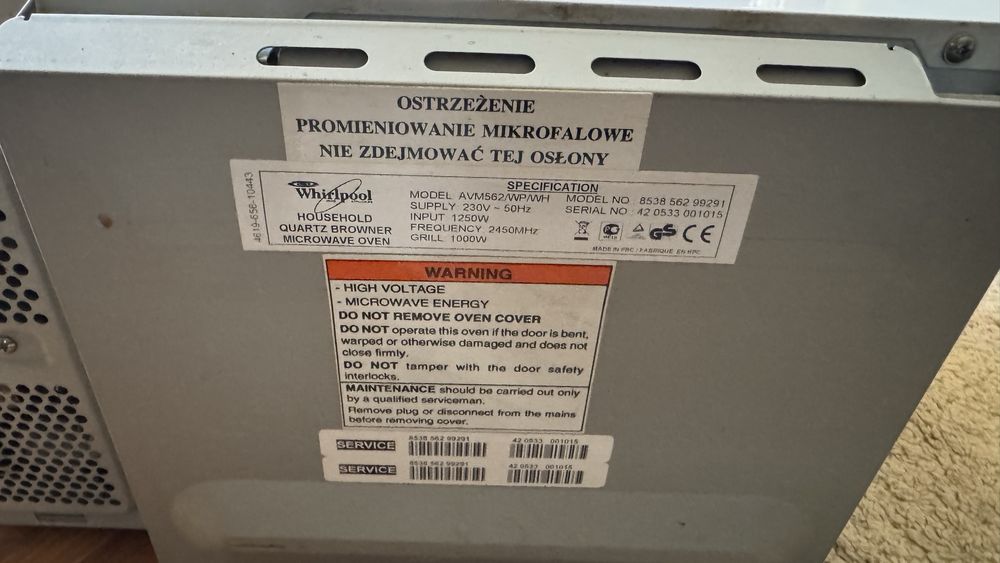 OSTRZEŻENIE
PROMIENIOWANIE MIKROFALOWE
NIE ZDEJMOWAĆ TEJ OSŁONY
4619-656-10443
Whirlpool
HOUSEHOLD
QUARTZ BROWNER
MICROWAVE OVEN
SPECIFICATION
MODEL AVM562/WP/WH MODEL NO : 8538 562 99291
SUPPLY 230V ~ 50Hz SERIAL NO : 42 0533 001015
INPUT 1250W
FREQUENCY 2450MHz
GRILL 1000W
GS CE
MADE IN PRC / FABRIQUE EN RPC
WARNING
- HIGH VOLTAGE
- MICROWAVE ENERGY
DO NOT REMOVE OVEN COVER
DO NOT operate this oven if the door is bent,
warped or otherwise damaged and does not
close firmly.
DO NOT tamper with the door safety
interlocks.
MAINTENANCE should be carried out only
by a qualified serviceman.
Remove plug or disconnect from the mains
before removing cover.
SERVICE 8538 562 99291 42 0533 001015
SERVICE 8538 562 99291 42 0533 001015